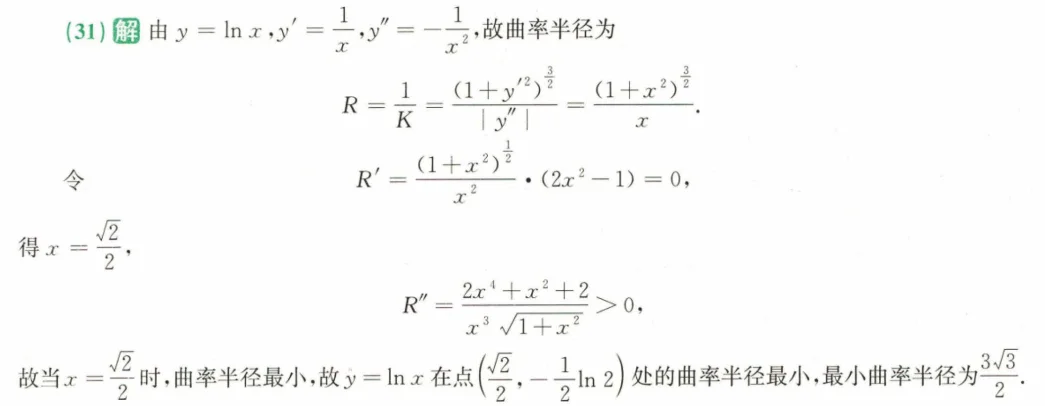 (31) 解 由 y = ln x, y′ = \frac{1}{x}, y″ = -\frac{1}{x^2}, 故曲率半径为
R = \frac{1}{K} = \frac{(1+y'^2)^{\frac{3}{2}}}{|y″|} = \frac{(1+x^2)^{\frac{3}{2}}}{x}.
令 R′ = \frac{(1+x^2)^{\frac{1}{2}}}{x^2} · (2x^2-1) = 0,
得 x = \frac{\sqrt{2}}{2},
R″ = \frac{2x^4+x^2+2}{x^3\sqrt{1+x^2}} > 0,
故当 x = \frac{\sqrt{2}}{2} 时,曲率半径最小,故 y = ln x 在点(\frac{\sqrt{2}}{2}, -\frac{1}{2}ln 2) 处的曲率半径最小,最小曲率半径为\frac{3\sqrt{3}}{2}.